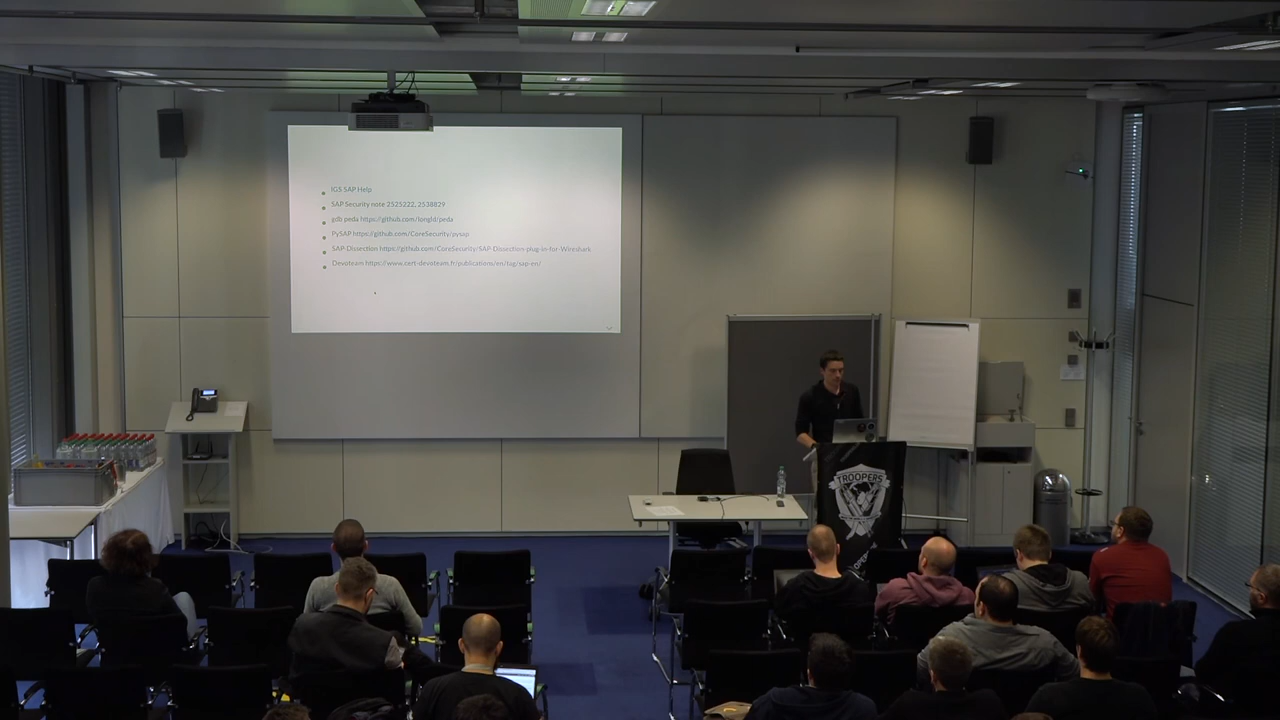 IGS SAP Help
SAP Security note 2525222, 2538829
gdb peda https://github.com/longld/peda
PySAP https://github.com/CoreSecurity/pysap
SAP-Dissection https://github.com/CoreSecurity/SAP-Dissection-plug-in-for-Wireshark
Devoteam https://www.cert-devoteam.fr/publications/en/tag/sap-en/
TROOPERS